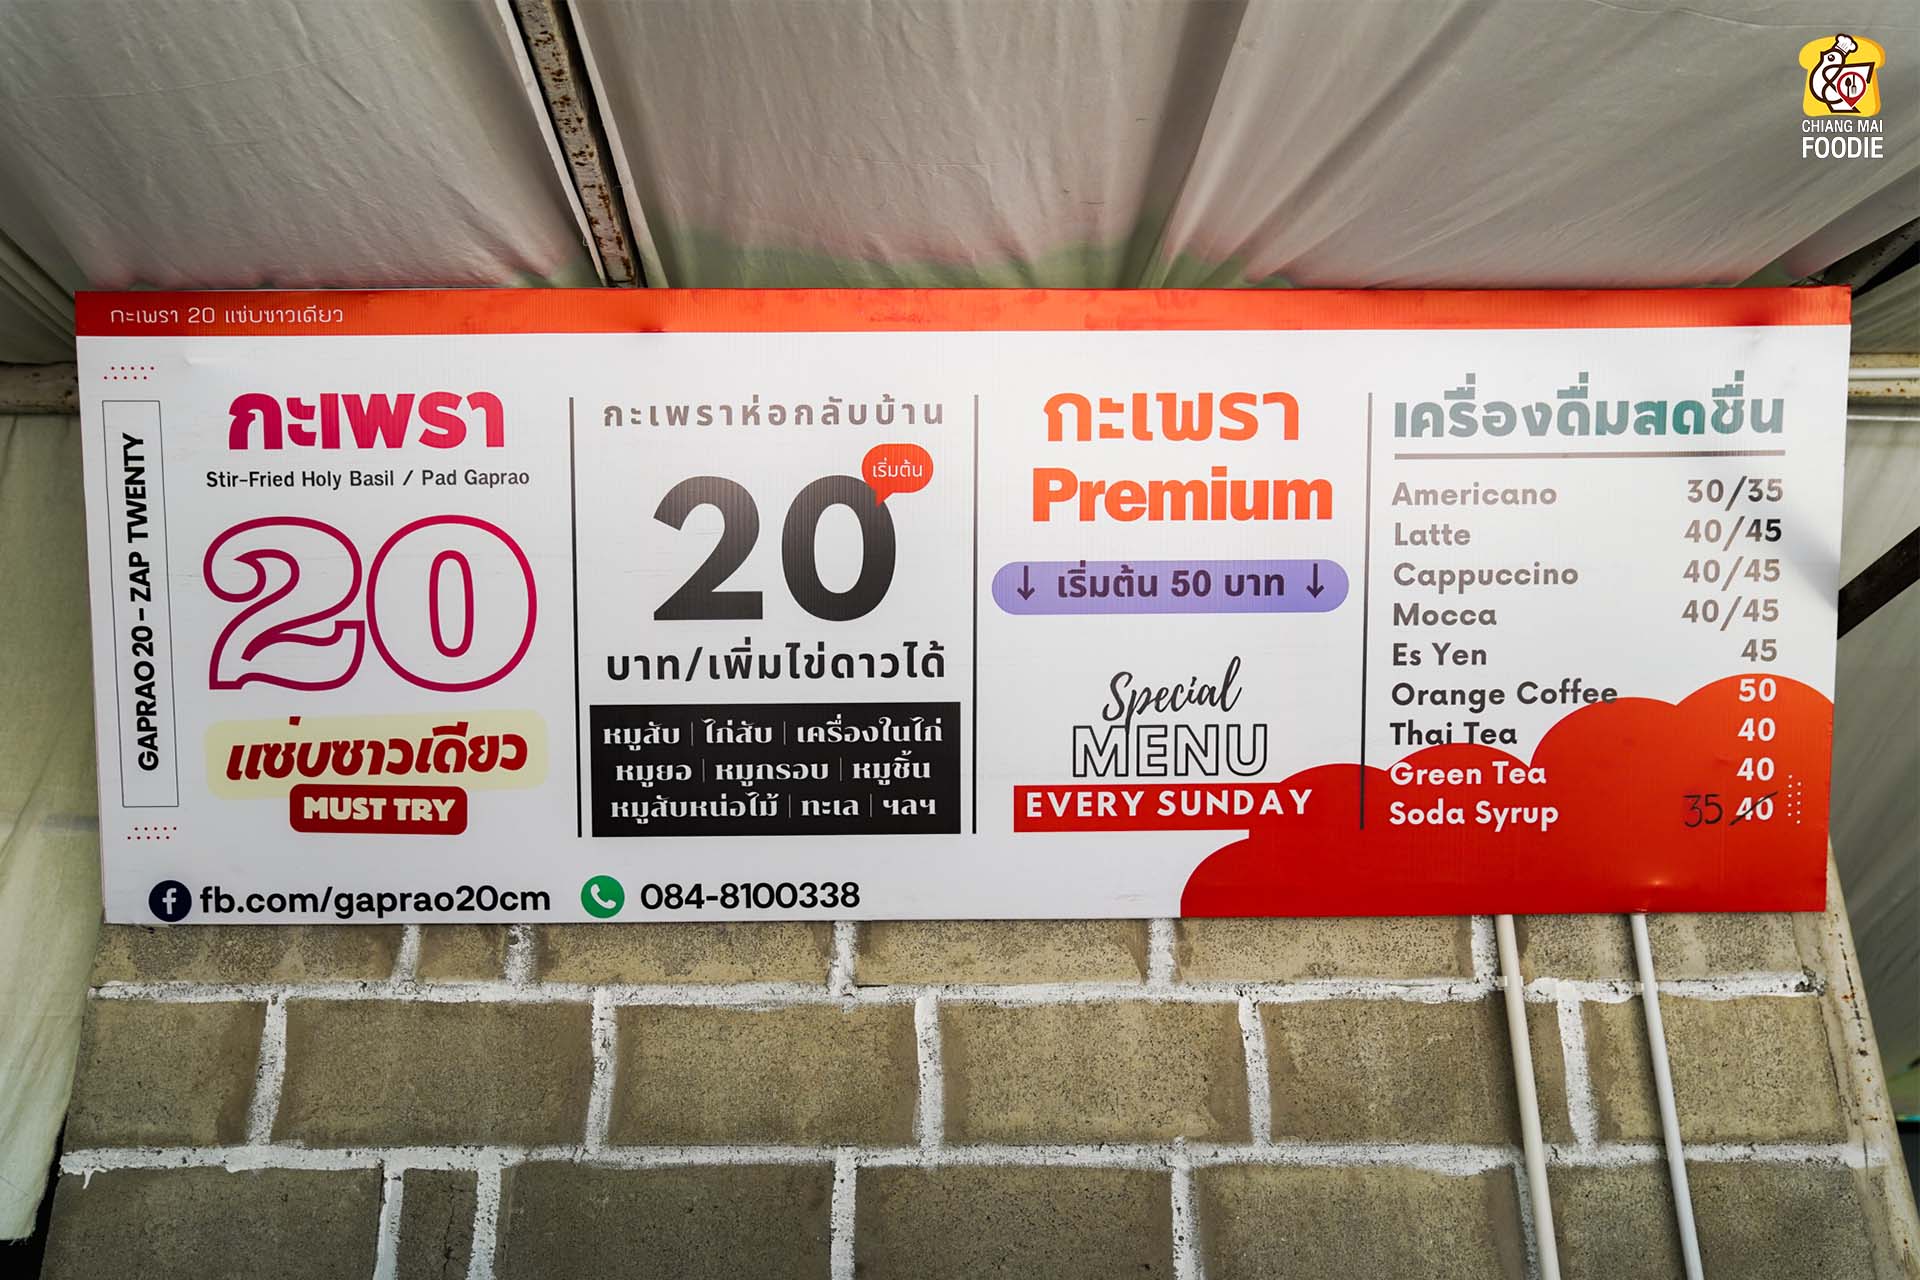 CHIANG MAI
FOODIE
กะเพรา 20 แซ่บซาวเดียว
GAPRAO 20 - ZAP TWENTY
กะเพรา
Stir-Fried Holy Basil / Pad Gaprao
20
แซ่บซาวเดียว
MUST TRY
กะเพราห่อกลับบ้าน
เริ่มต้น
20
บาท/เพิ่มไข่ดาวได้
หมูสับ | ไก่สับ | เครื่องในไก่
หมูยอ | หมูกรอบ | หมูชิ้น
หมูสับหน่อไม้ | ทะเล | ฯลฯ
กะเพรา
Premium
↓ เริ่มต้น 50 บาท ↓
Special
MENU
EVERY SUNDAY
เครื่องดื่มสดชื่น
Americano 30/35
Latte 40/45
Cappuccino 40/45
Mocca 40/45
Es Yen 45
Orange Coffee 50
Thai Tea 40
Green Tea 40
Soda Syrup 35 40
fb.com/gaprao20cm
084-8100338